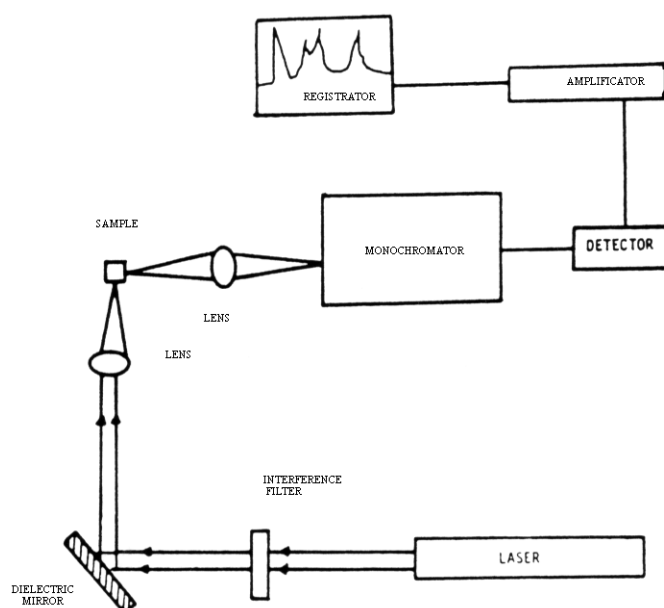 REGISTRATOR
AMPLIFICATOR
SAMPLE
MONOCHROMATOR
DETECTOR
LENS
LENS
INTERFERENCE
FILTER
LASER
DIELECTRIC
MIRROR